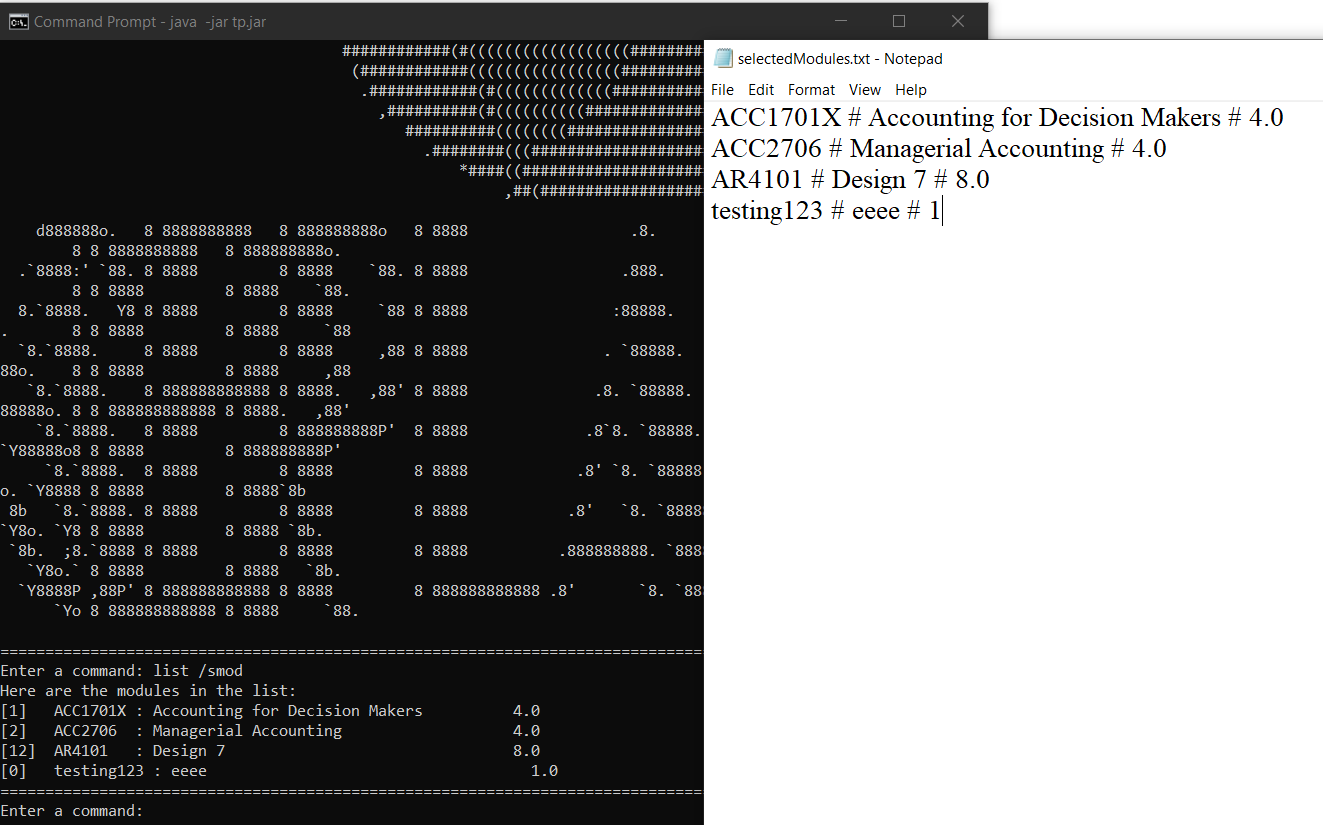 Command Prompt - java -jar tp.jar
d888888o. 8 8888888888 8 888888888o 8 8888 .8.
8 8 8888888888 8 888888888o.
.`8888:' `88. 8 8888 8 8888 `88. 8 8888 .888.
8 8 8888 8 8888 `88.
8.`8888. Y8 8 8888 8 8888 `88 8 8888 :88888.
. 8 8 8888 8 8888 `88
`8.`8888. 8 8888 8 8888 ,88 8 8888 . `88888.
88o. 8 8 8888 8 8888 ,88
`8.`8888. 8 888888888888 8 8888. ,88' 8 8888 .8. `88888.
88888o. 8 8 888888888888 8 8888. ,88'
`8.`8888. 8 8888 8 888888888P' 8 8888 .8`8. `88888.
`Y88888o8 8 8888 8 888888888P'
`8.`8888. 8 8888 8 8888 8 8888 .8' `8. `88888
o. `Y8888 8 8888 8 8888`8b
8b `8.`8888. 8 8888 8 8888 8 8888 .8' `8. `8888
`Y8o. `Y8 8 8888 8 8888 `8b.
`8b. ;8.`8888 8 8888 8 8888 8 8888 .888888888. `888
`Y8o.` 8 8888 8 8888 `8b.
`Y8888P ,88P' 8 888888888888 8 8888 8 888888888888 .8' `8. `88
`Yo 8 888888888888 8 8888 `88.
Enter a command: list /smod
Here are the modules in the list:
[1] ACC1701X : Accounting for Decision Makers 4.0
[2] ACC2706 : Managerial Accounting 4.0
[12] AR4101 : Design 7 8.0
[0] testing123 : eeee 1.0
Enter a command:
selectedModules.txt - Notepad
File Edit Format View Help
ACC1701X # Accounting for Decision Makers # 4.0
ACC2706 # Managerial Accounting # 4.0
AR4101 # Design 7 # 8.0
testing123 # eeee # 1